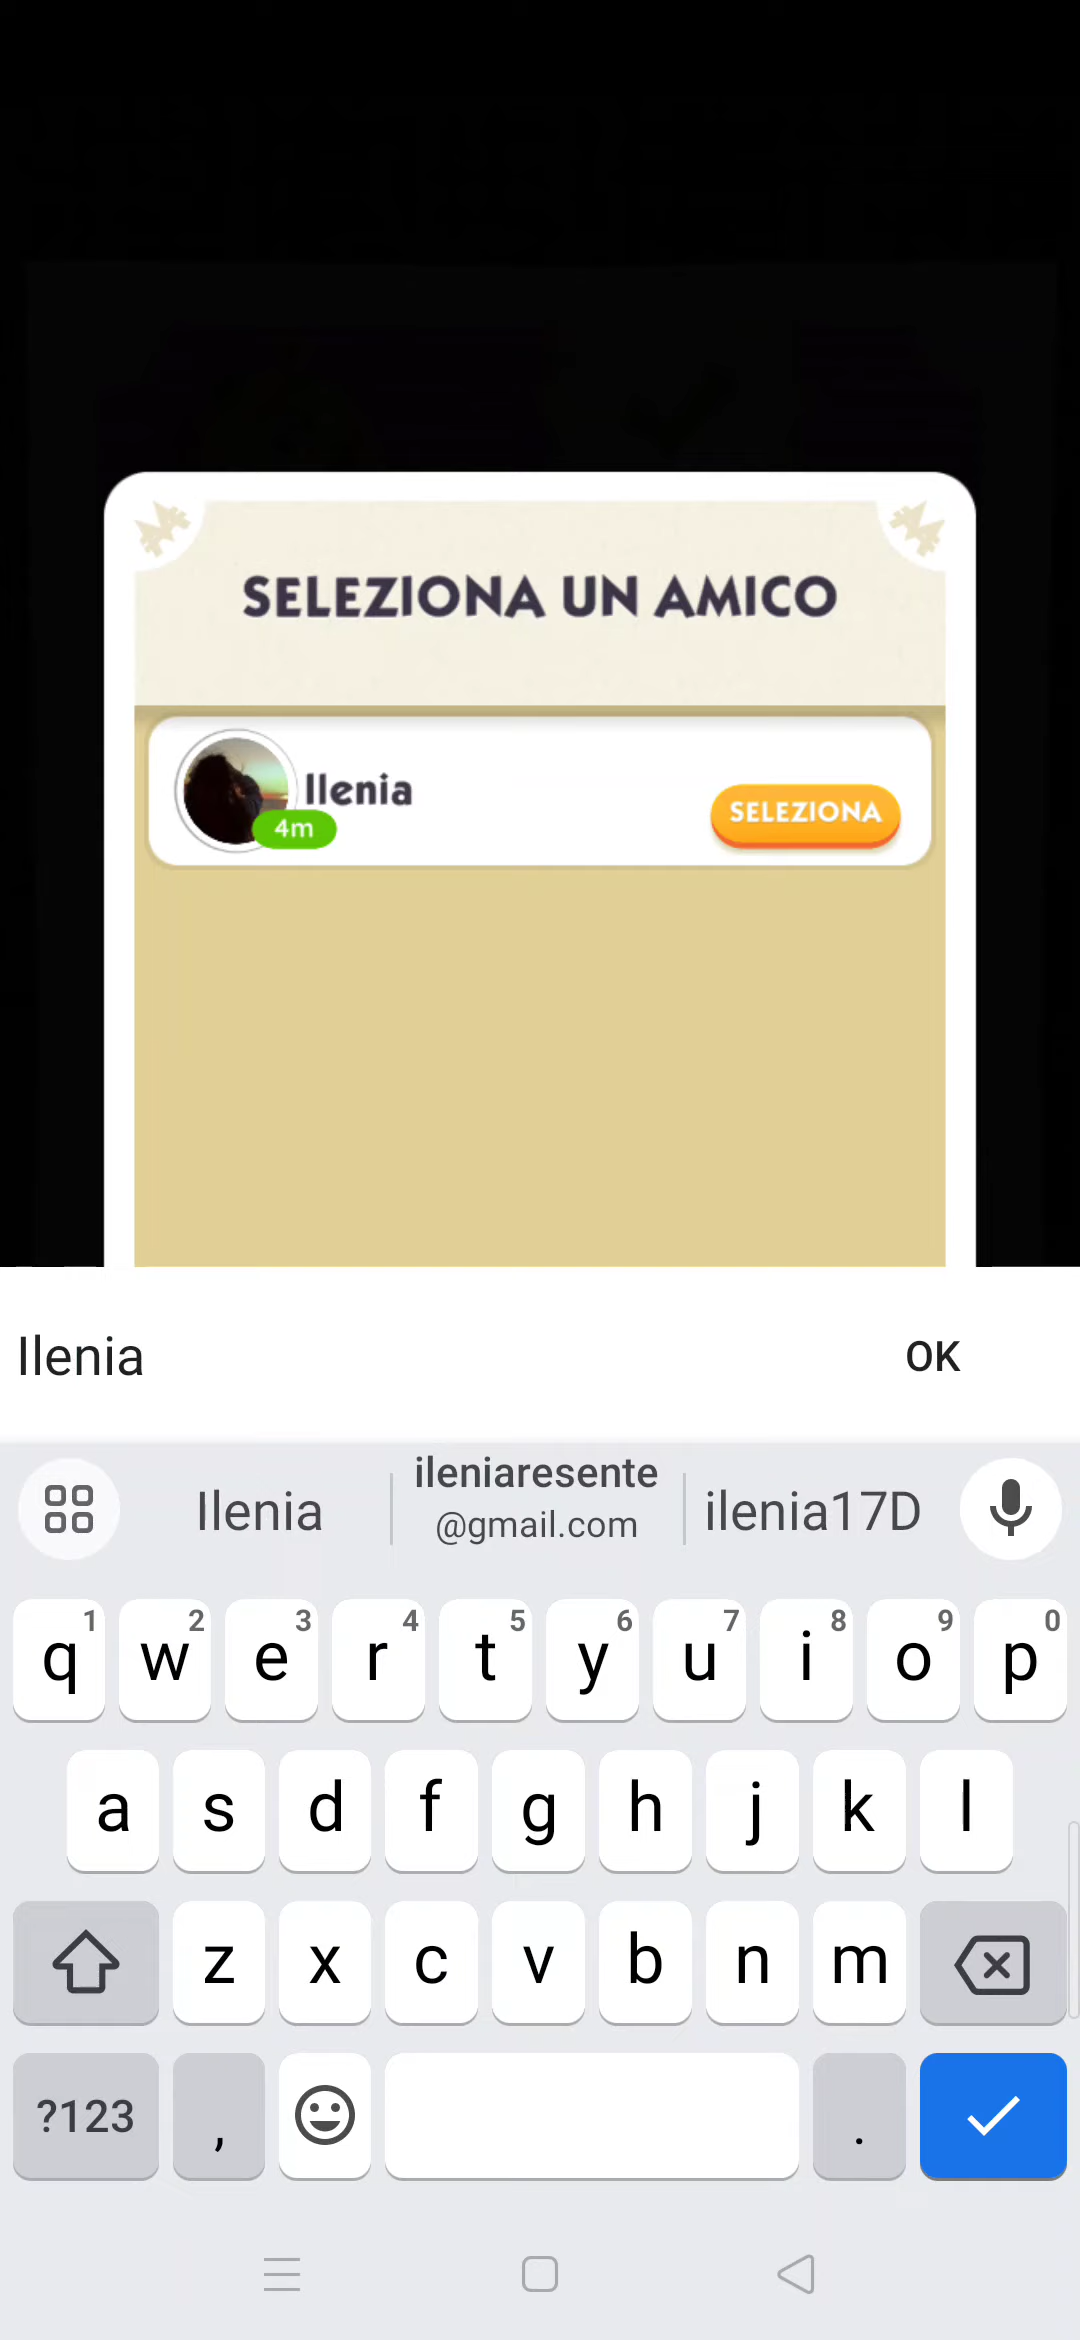 SELEZIONA UN AMICO
Ilenia
4m
SELEZIONA
Ilenia
OK
Ilenia
ileniaresente
@gmail.com
ilenia17D
1 2 3 4 5 6 7 8 9 0
q w e r t y u i o p
a s d f g h j k l
z x c v b n m
?123 , .